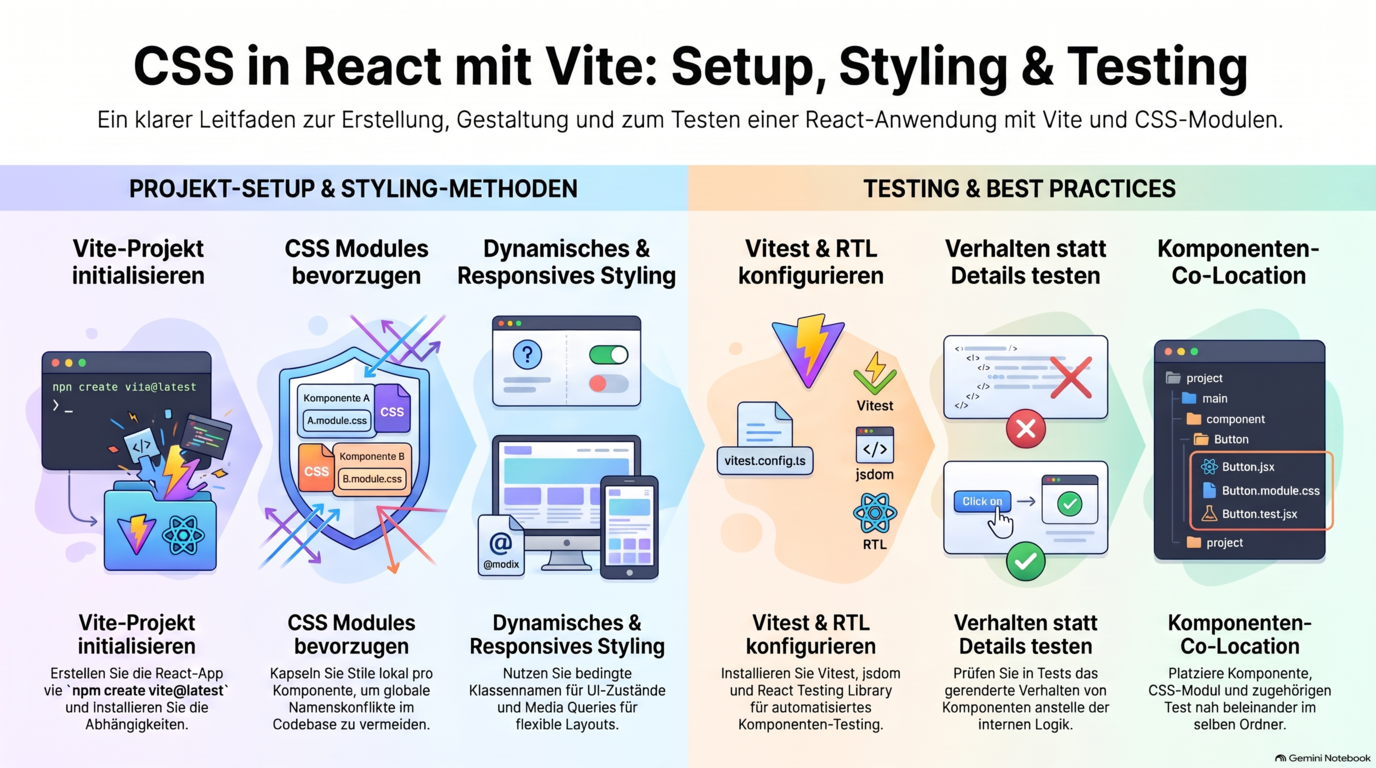 CSS in React mit Vite: Setup, Styling & Testing
Ein klarer Leitfaden zur Erstellung, Gestaltung und zum Testen einer React-Anwendung mit Vite und CSS-Modulen.
PROJEKT-SETUP & STYLING-METHODEN
Vite-Projekt
initialisieren
npn create viia@latest
❯ _
</>
CSS Modules
bevorzugen
Komponente A
A.module.css
CSS
CSS
Komponente B
B.module.css
Dynamisches &
Responsives Styling
?
@
@modix
Vite-Projekt
initialisieren
Erstellen Sie die React-App
vie `npm create vite@latest`
und Installieren Sie die
Abhängigkeiten.
CSS Modules
bevorzugen
Kapseln Sie Stile lokal pro
Komponente, um globale
Namenskonflikte im
Codebase zu vermeiden.
Dynamisches &
Responsives Styling
Nutzen Sie bedingte
Klassennamen für UI-Zustände
und Media Queries für
flexible Layouts.
TESTING & BEST PRACTICES
Vitest & RTL
konfigurieren
vitest.config.ts
Vitest
</>
jsdom
RTL
Verhalten statt
Details testen
Click on
Komponenten-
Co-Location
project
main
component
Button
Button.jsx
Button.module.css
Button.test.jsx
project
Vitest & RTL
konfigurieren
Installieren Sie Vitest, jsdom
und React Testing Library
für automatisiertes
Komponenten-Testing.
Verhalten statt
Details testen
Prüfen Sie in Tests das
gerenderte Verhalten von
Komponenten anstelle der
internen Logik.
Komponenten-
Co-Location
Platziere Komponente,
CSS-Modul und zugehörigen
Test nah beleinander im
selben Ordner.
Gemini Notebook